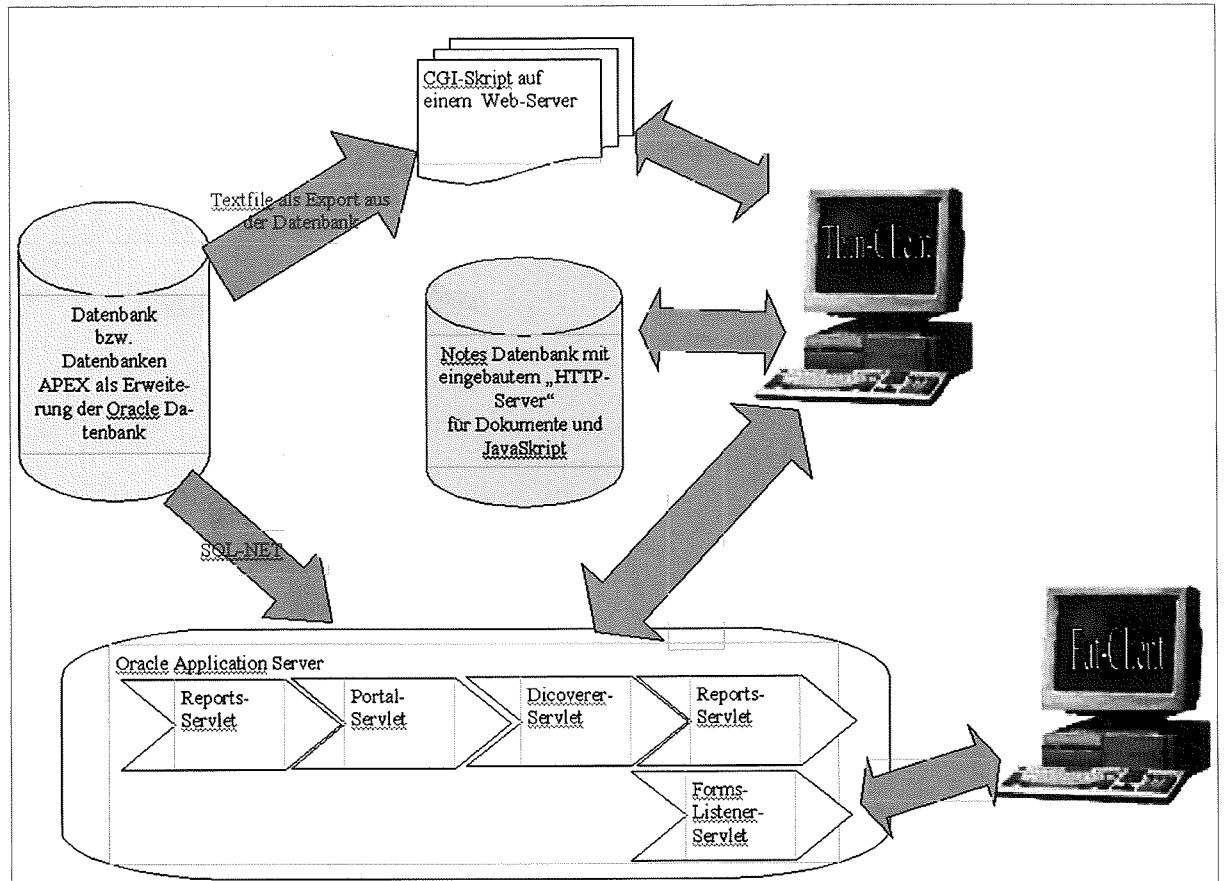 CGI-Skript auf
einem Web-Server
Textfile als Export aus
der Datenbank
Thin-Client
Datenbank
bzw.
Datenbanken
APEX als Erweite-
rung der Oracle Da-
tenbank
Notes Datenbank mit
eingebautem „HTTP-
Server“
für Dokumente und
JavaSkript
SQL-NET
Fat-Client
Oracle Application Server
Reports-
Servlet
Portal-
Servlet
Dicoverer-
Servlet
Reports-
Servlet
Forms-
Listener-
Servlet